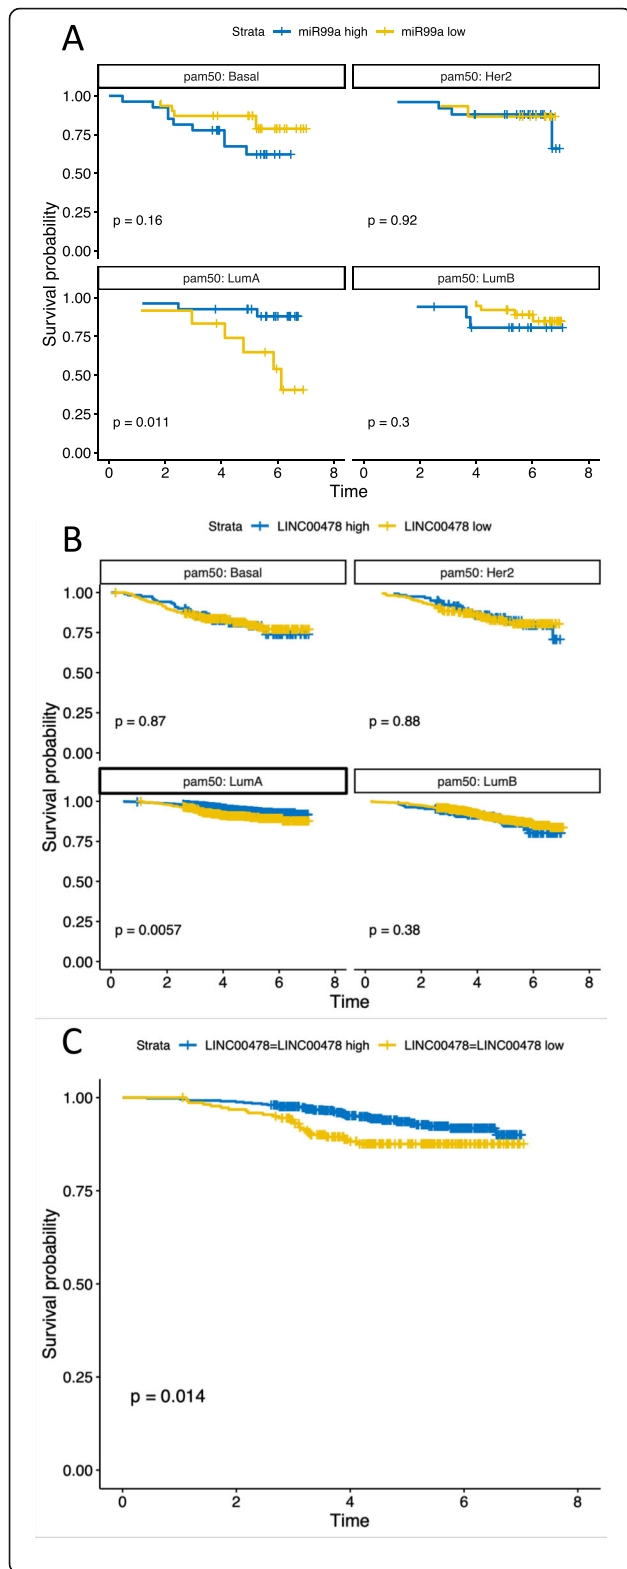 A
Strata miR99a high miR99a low
pam50: Basal
pam50: Her2
1.00
0.75
0.50
0.25
0.00
p = 0.16
p = 0.92
Survival probability
pam50: LumA
pam50: LumB
1.00
0.75
0.50
0.25
0.00
p = 0.011
p = 0.3
0 2 4 6 8
0 2 4 6 8
Time
B
Strata LINC00478 high LINC00478 low
pam50: Basal
pam50: Her2
1.00
0.75
0.50
0.25
0.00
p = 0.87
p = 0.88
Survival probability
pam50: LumA
pam50: LumB
1.00
0.75
0.50
0.25
0.00
p = 0.0057
p = 0.38
0 2 4 6 8
0 2 4 6 8
Time
C
Strata LINC00478=LINC00478 high LINC00478=LINC00478 low
1.00
0.75
0.50
0.25
0.00
Survival probability
p = 0.014
0 2 4 6 8
Time